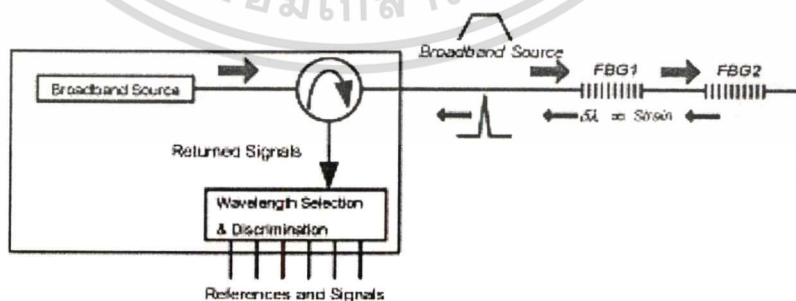 Broadband Source
FBG1
FBG2
Broadband Source
δλ ∝ Strain
Returned Signals
Wavelength Selection
& Discrimination
References and Signals